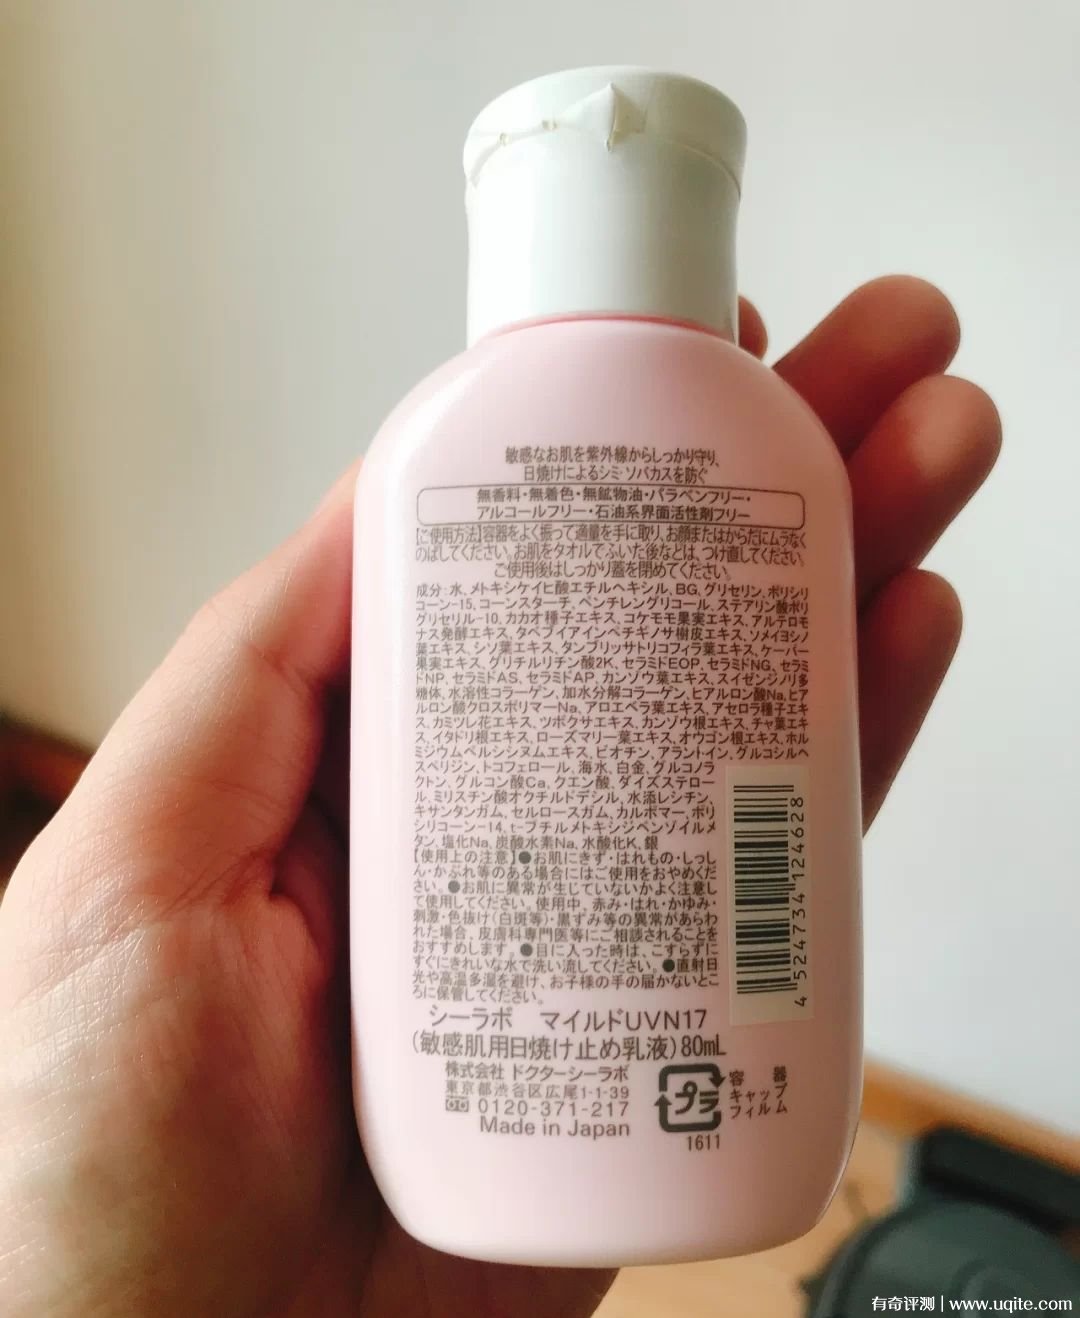 敏感なお肌を紫外線からしっかり守り、
日焼けによるシミ・ソバカスを防ぐ
無香料・無着色・無鉱物油・パラベンフリー・
アルコールフリー・石油系界面活性剤フリー
【ご使用方法】容器をよく振って適量を手に取り、お顔またはからだにムラなく
のばしてください。お肌をタオルでふいた後などは、つけ直してください。
ご使用後はしっかり蓋を閉めてください。
成分：水、メトキシケイヒ酸エチルヘキシル、BG、グリセリン、ポリシリ
コーン-15、コーンスターチ、ペンチレングリコール、ステアリン酸ポリ
グリセリル-10、カカオ種子エキス、コケモモ果実エキス、アルテロモ
ナス発酵エキス、タベブイアインペチギノサ樹皮エキス、ソメイヨシノ
葉エキス、シソ葉エキス、タンブリッサトリコフィラ葉エキス、ケーパー
果実エキス、グリチルリチン酸2K、セラミドEOP、セラミドNG、セラミ
ドNP、セラミドAS、セラミドAP、カンゾウ葉エキス、スイゼンジノリ多
糖体、水溶性コラーゲン、加水分解コラーゲン、ヒアルロン酸Na、ヒア
ルロン酸クロスポリマーNa、アロエベラ葉エキス、アセロラ種子エキ
ス、カミツレ花エキス、ツボクサエキス、カンゾウ根エキス、チャ葉エキ
ス、イタドリ根エキス、ローズマリー葉エキス、オウゴン根エキス、ホル
ミジウムペルシシヌムエキス、ビオチン、アラントイン、グルコシルヘ
スペリジン、トコフェロール、海水、白金、グルコノラ
クトン、グルコン酸Ca、クエン酸、ダイズステロー
ル、ミリスチン酸オクチルドデシル、水添レシチン、
キサンタンガム、セルロースガム、カルボマー、ポリ
シリコーン-14、t-ブチルメトキシジベンゾイルメ
タン、塩化Na、炭酸水素Na、水酸化K、銀
【使用上の注意】●お肌にきず・はれもの・しっし
ん・かぶれ等のある場合にはご使用をおやめくだ
さい。●お肌に異常が生じていないかよく注意し
て使用してください。使用中、赤み・はれ・かゆみ・
刺激・色抜け(白斑等)・黒ずみ等の異常があらわ
れた場合、皮膚科専門医等にご相談されることを
おすすめします。●目に入った時は、こすらずに
すぐにきれいな水で洗い流してください。●直射日
光や高温多湿を避け、お子様の手の届かないとこ
ろに保管してください。
シーラボ　マイルドUVN17
(敏感肌用日焼け止め乳液)80mL
株式会社 ドクターシーラボ
東京都渋谷区広尾1-1-39
0120-371-217
Made in Japan
プラ
容器
キャップ
フィルム
1611
4 524734 124628
有奇评测 | www.uqite.com